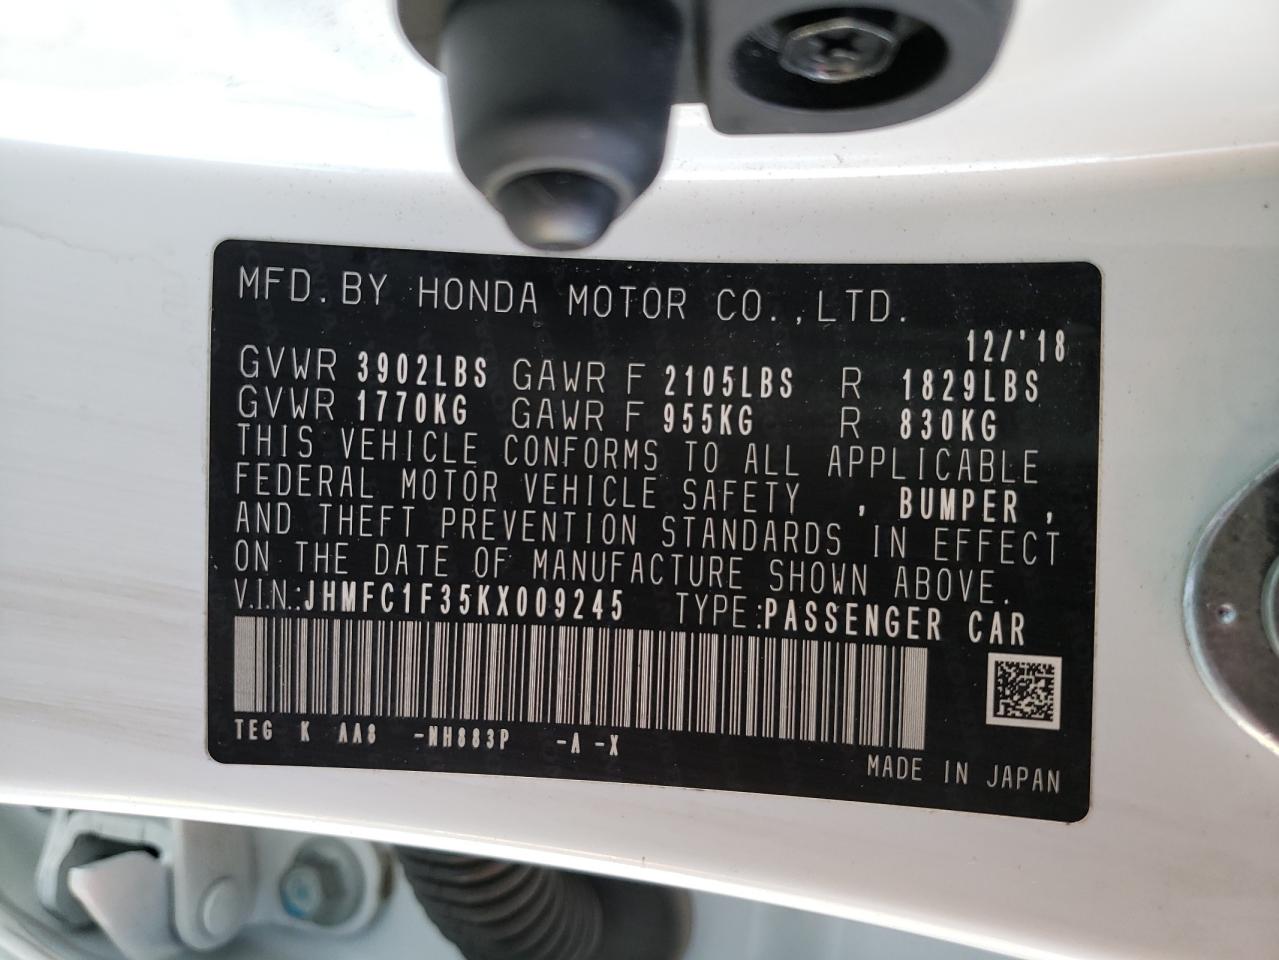 MFD. BY HONDA MOTOR CO., LTD.
12/'18
GVWR 3902LBS GAWR F 2105LBS R 1829LBS
GVWR 1770KG GAWR F 955KG R 830KG
THIS VEHICLE CONFORMS TO ALL APPLICABLE
FEDERAL MOTOR VEHICLE SAFETY , BUMPER ,
AND THEFT PREVENTION STANDARDS IN EFFECT
ON THE DATE OF MANUFACTURE SHOWN ABOVE.
V.I.N.:JHMFC1F35KX009245 TYPE:PASSENGER CAR
TEG K AA8 -NH883P -A -X
MADE IN JAPAN